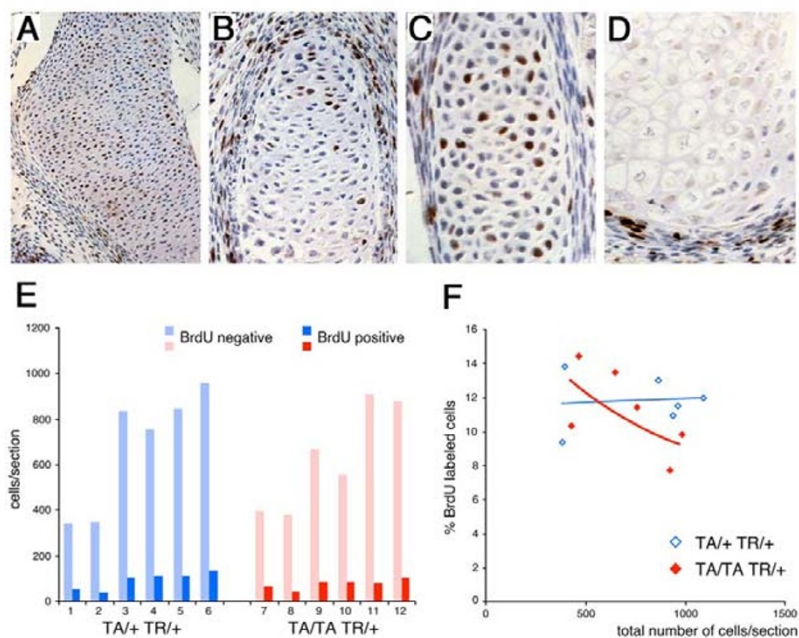 A
B
C
D
E
F
1200
1000
800
600
400
200
0
cells/section
BrdU negative
BrdU positive
1 2 3 4 5 6 7 8 9 10 11 12
TA/+ TR/+
TA/TA TR/+
16
14
12
10
8
6
4
2
0
% BrdU labeled cells
TA/+ TR/+
TA/TA TR/+
0 500 1000 1500
total number of cells/section